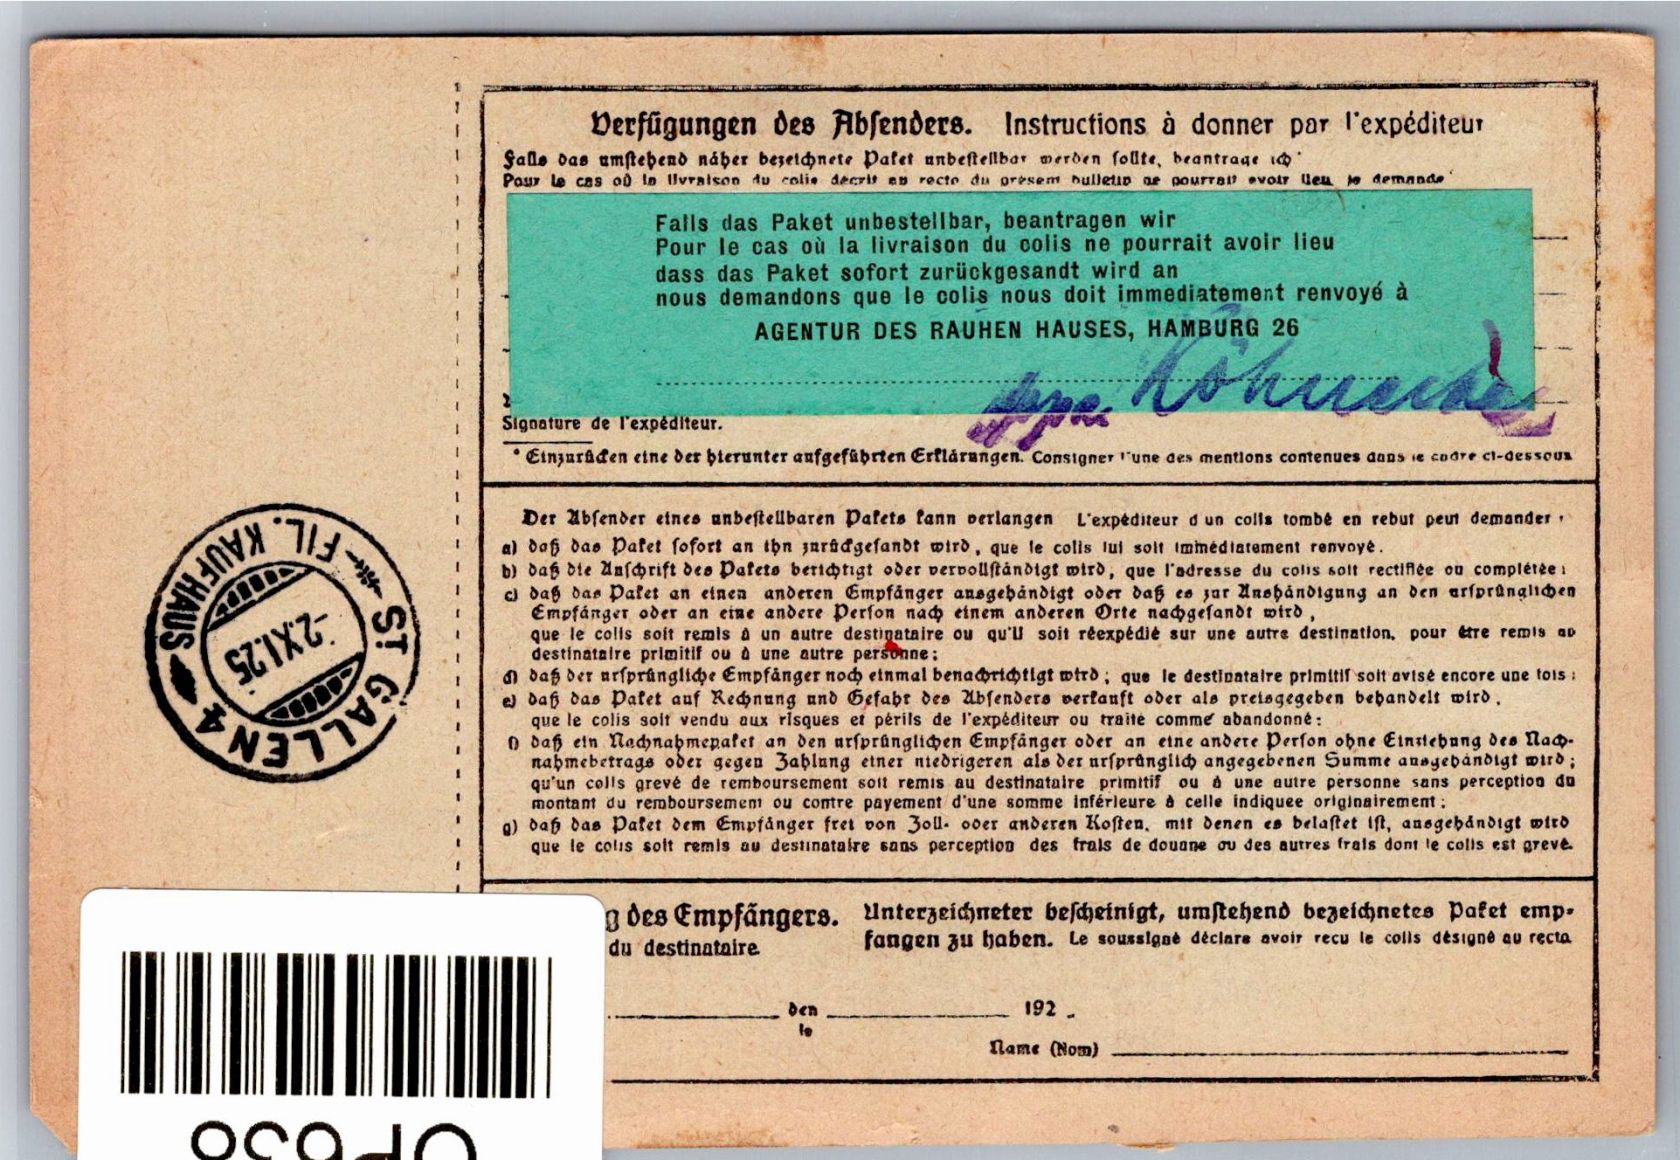 Verfügungen des Absenders. Instructions à donner par l'expéditeur
Falls das umstehend näher bezeichnete Paket unbestellbar werden sollte, beantrage ich*
Pour le cas où la livraison du colis décrit au recto du présent bulletin ne pourrait avoir lieu je demande*
Falls das Paket unbestellbar, beantragen wir
Pour le cas où la livraison du colis ne pourrait avoir lieu
dass das Paket sofort zurückgesandt wird an
nous demandons que le colis nous doit immediatement renvoyé à
AGENTUR DES RAUHEN HAUSES, HAMBURG 26
Signature de l'expéditeur.
* Einzurücken eine der hierunter aufgeführten Erklärungen. Consigner l'une des mentions contenues dans le cadre ci-dessous
Der Absender eines unbestellbaren Pakets kann verlangen L'expéditeur d'un colis tombé en rebut peut demander:
a) daß das Paket sofort an ihn zurückgesandt wird, que le colis lui soit immédiatement renvoyé.
b) daß die Anschrift des Pakets berichtigt oder vervollständigt wird, que l'adresse du colis soit rectifiée ou complétée:
c) daß das Paket an einen anderen Empfänger ausgehändigt oder daß es zur Aushändigung an den ursprünglichen
Empfänger oder an eine andere Person nach einem anderen Orte nachgesandt wird,
que le colis soit remis à un autre destinataire ou qu'il soit réexpédié sur une autre destination, pour être remis au
destinataire primitif ou à une autre personne;
d) daß der ursprüngliche Empfänger noch einmal benachrichtigt wird; que le destinataire primitif soit avisé encore une fois:
e) daß das Paket auf Rechnung und Gefahr des Absenders verkauft oder als preisgegeben behandelt wird,
que le colis soit vendu aux risques et périls de l'expéditeur ou traité comme abandonné:
f) daß ein Nachnahmepaket an den ursprünglichen Empfänger oder an eine andere Person ohne Einziehung des Nach-
nahmebetrags oder gegen Zahlung einer niedrigeren als der ursprünglich angegebenen Summe ausgehändigt wird;
qu'un colis grevé de remboursement soit remis au destinataire primitif ou à une autre personne sans perception du
montant du remboursement ou contre payement d'une somme inférieure à celle indiquee originairement;
g) daß das Paket dem Empfänger frei von Zoll- oder anderen Kosten, mit denen es belastet ist, ausgehändigt wird
que le colis soit remis au destinataire sans perception des frais de douane ou des autres frais dont le colis est grevé.
g des Empfängers. Unterzeichneter bescheinigt, umstehend bezeichnetes Paket emp-
du destinataire fangen zu haben. Le soussigné déclare avoir recu le colis désigné au recto
den 192
le
Name (Nom)
ST. GALLEN 4
FIL. KAUFHAUS
-2.XI.25